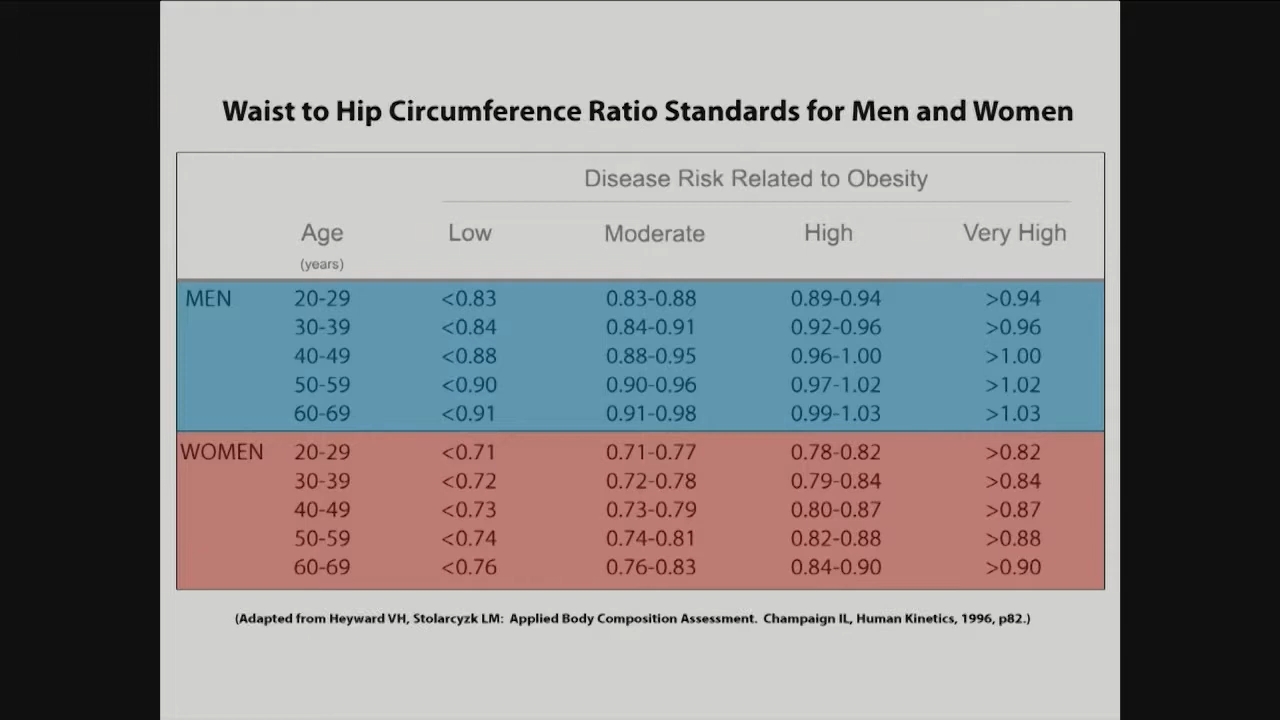 Waist to Hip Circumference Ratio Standards for Men and Women
Disease Risk Related to Obesity
Age Low Moderate High Very High
(years)
MEN 20-29 <0.83 0.83-0.88 0.89-0.94 >0.94
30-39 <0.84 0.84-0.91 0.92-0.96 >0.96
40-49 <0.88 0.88-0.95 0.96-1.00 >1.00
50-59 <0.90 0.90-0.96 0.97-1.02 >1.02
60-69 <0.91 0.91-0.98 0.99-1.03 >1.03
WOMEN 20-29 <0.71 0.71-0.77 0.78-0.82 >0.82
30-39 <0.72 0.72-0.78 0.79-0.84 >0.84
40-49 <0.73 0.73-0.79 0.80-0.87 >0.87
50-59 <0.74 0.74-0.81 0.82-0.88 >0.88
60-69 <0.76 0.76-0.83 0.84-0.90 >0.90
(Adapted from Heyward VH, Stolarcyzk LM: Applied Body Composition Assessment. Champaign IL, Human Kinetics, 1996, p82.)